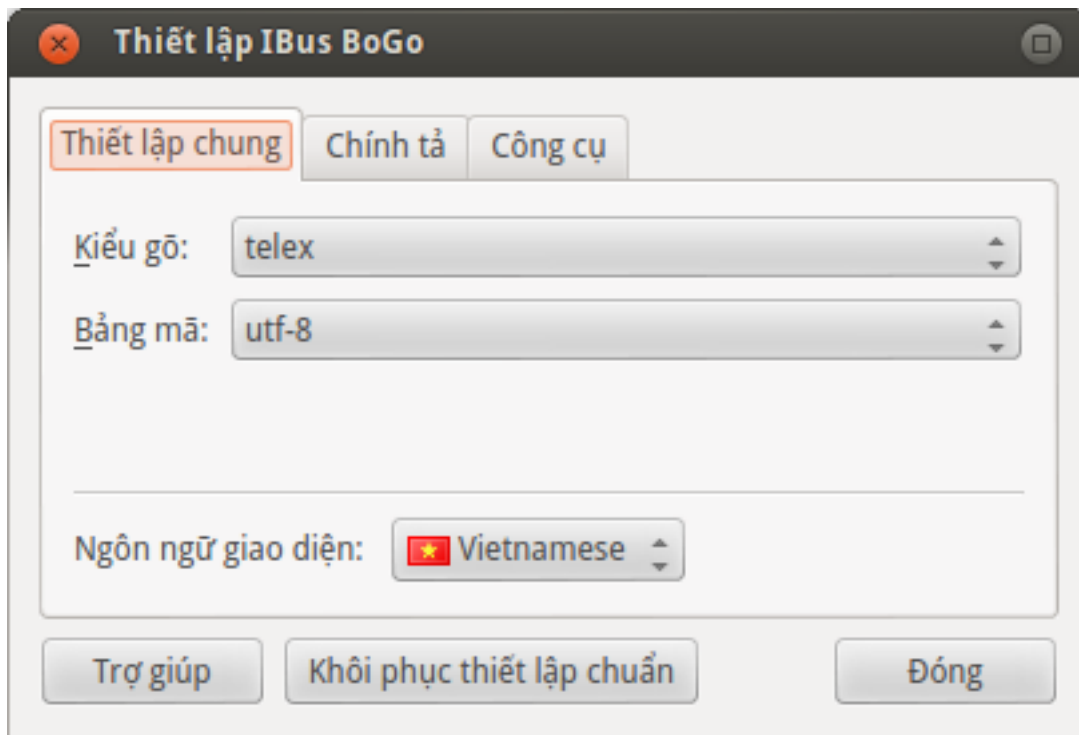 Thiết lập IBus BoGo
Thiết lập chung Chính tả Công cụ
Kiểu gõ: telex
Bảng mã: utf-8
Ngôn ngữ giao diện: Vietnamese
Trợ giúp Khôi phục thiết lập chuẩn Đóng